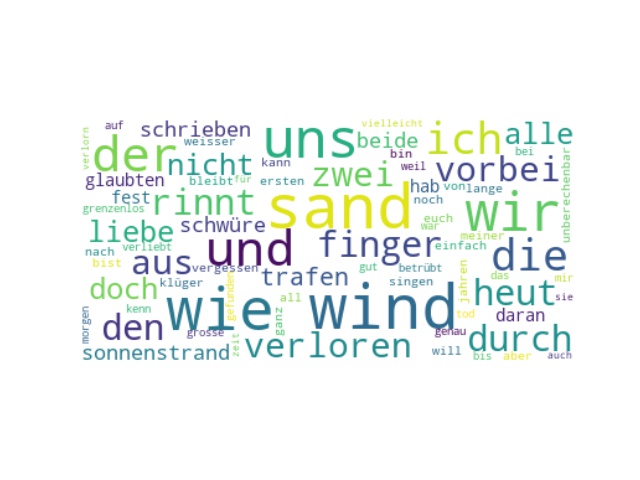 auf schrieben uns vielleicht ich alle
verlorn der weisser beide bei
nicht kann zwei bin weil vorbei
glaubten bleibt für ersten hab von lange
grenzenlos fest rinnt sand noch wir unberechenbar
liebe schwüre euch war einfach meiner
nach verliebt und finger die
bist aus vergessen trafen gut betrübt das
doch klüger gefunden singen jahren heut mir sie
kenn all wie wind tod daran
morgen den grosse ganz genau durch
sonnenstrand zeit verloren will bis aber auch